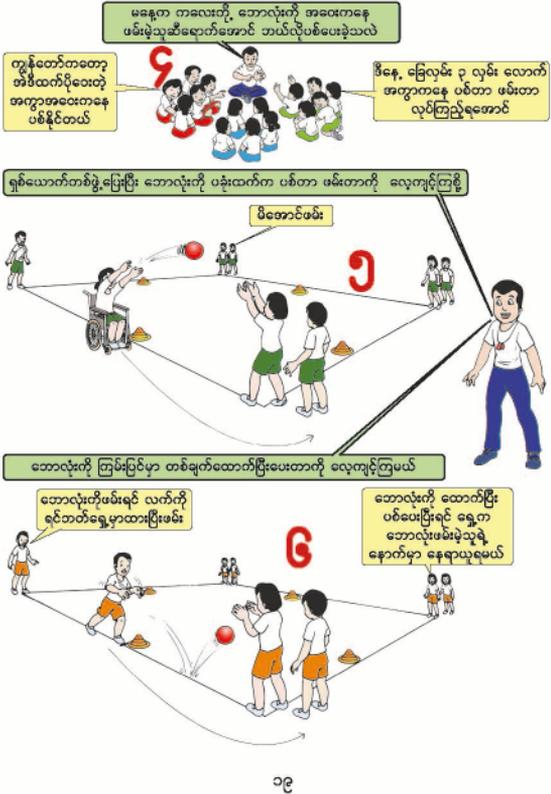 မနေ့က ကလေးကို့ ဘောလုံးကို အဝေးကနေ
ဖမ်းမဲ့သူဆီရောက်အောင် ဘယ်လိုပစ်ပေးခဲ့သလဲ
ကျွန်တော်ကတော့
အဲဒီထက်ပိုဝေးတဲ့
အကွာအဝေးကနေ
ပစ်နိုင်တယ်
၄
ဒီနေ့ ခြေလှမ်း ၃ လှမ်း လောက်
အကွာကနေ ပစ်တာ ဖမ်းတာ
လုပ်ကြည့်ရအောင်
ရှစ်ယောက်တစ်ဖွဲ့ပြေးပြီး ဘောလုံးကို ပခုံးထက်က ပစ်တာ ဖမ်းတာကို လေ့ကျင့်ကြစို့
မိအောင်ဖမ်း
၅
ဘောလုံးကို ကြမ်းပြင်မှာ တစ်ချက်ထောက်ပြီးပေးတာကို လေ့ကျင့်ကြမယ်
ဘောလုံးကိုဖမ်းရင် လက်ကို
ရင်ဘတ်ရှေ့မှာထားပြီးဖမ်း
၆
ဘောလုံးကို ထောက်ပြီး
ပစ်ပေးပြီးရင် ရှေ့က
ဘောလုံးဖမ်းမဲ့သူရဲ့
နောက်မှာ နေရာယူရမယ်
၁၉